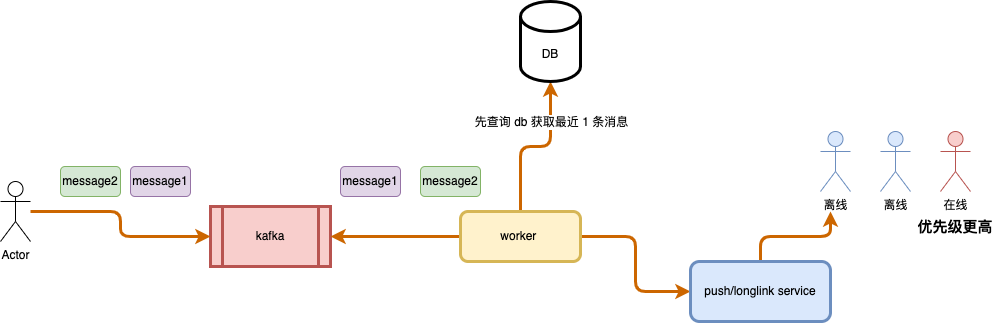 DB
先查询 db 获取最近 1 条消息
message2
message1
message1
message2
离线
离线
在线
优先级更高
kafka
worker
Actor
push/longlink service